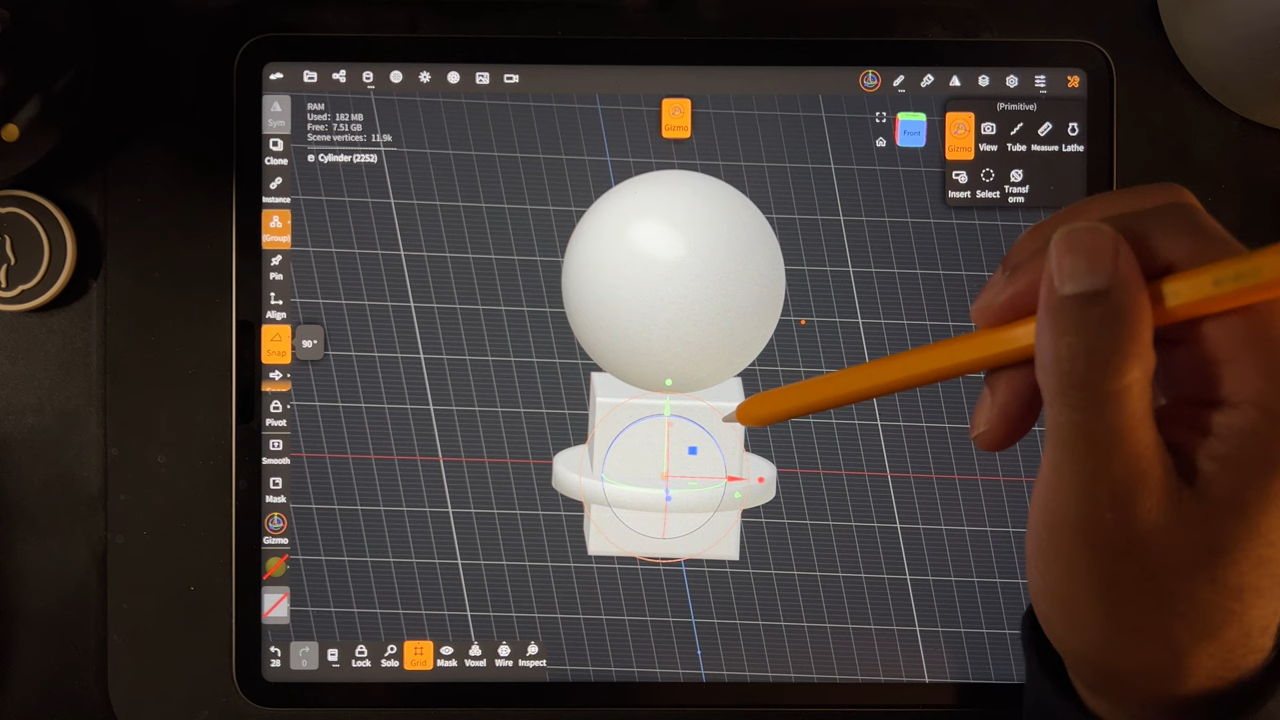 RAM
Used: 182 MB
Free: 7.51 GB
Scene vertices: 11.9k
Cylinder (2252)
Gizmo
Front
(Primitive)
Gizmo
View
Tube
Measure
Lathe
Insert
Select
Transf
orm
Sym
Clone
Instance
(Group)
Pin
Align
Snap
90°
Pivot
Smooth
Mask
Gizmo
28
0
Lock
Solo
Grid
Mask
Voxel
Wire
Inspect